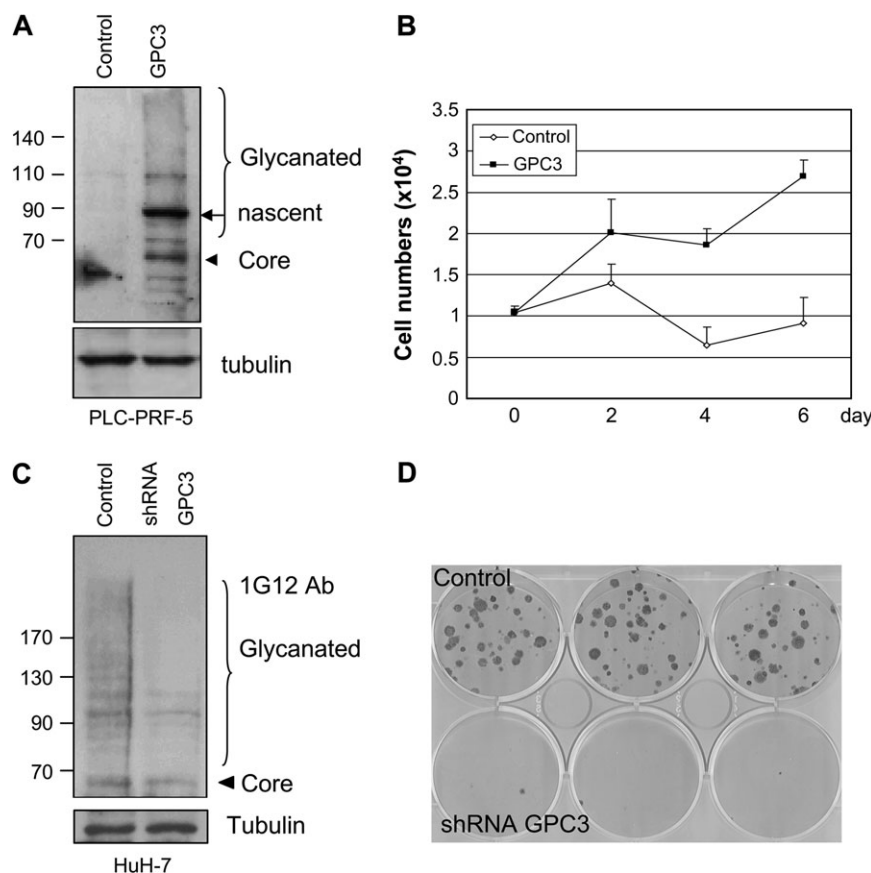 A
Control
GPC3
140
110
90
70
Glycanated
nascent
Core
tubulin
PLC-PRF-5
B
Cell numbers (x10⁴)
3.5
3
2.5
2
1.5
1
0.5
0
Control
GPC3
0 2 4 6 day
C
Control
shRNA
GPC3
170
130
90
70
1G12 Ab
Glycanated
Core
Tubulin
HuH-7
D
Control
shRNA GPC3